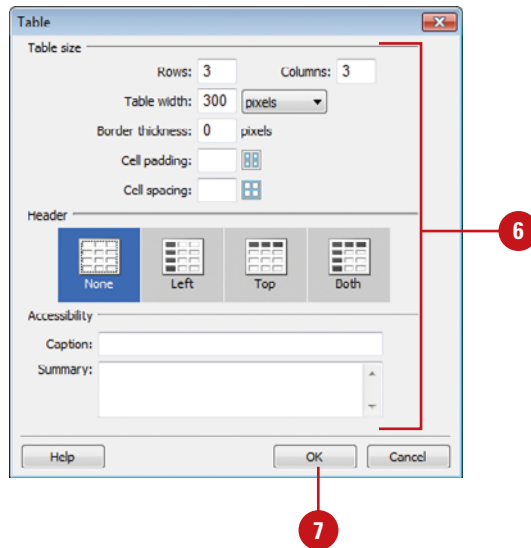 Table
Table size
Rows: 3 Columns: 3
Table width: 300 pixels
Border thickness: 0 pixels
Cell padding:
Cell spacing:
Header
None Left Top Both
6
Accessibility
Caption:
Summary:
Help OK Cancel
7